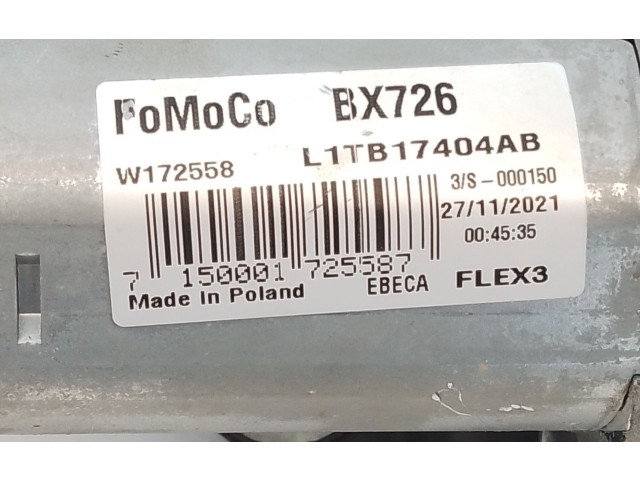 FoMoCo BX726
W172558 L1TB17404AB
3/S-000150
27/11/2021
00:45:35
7 150001 725587
Made in Poland EBECA FLEX3